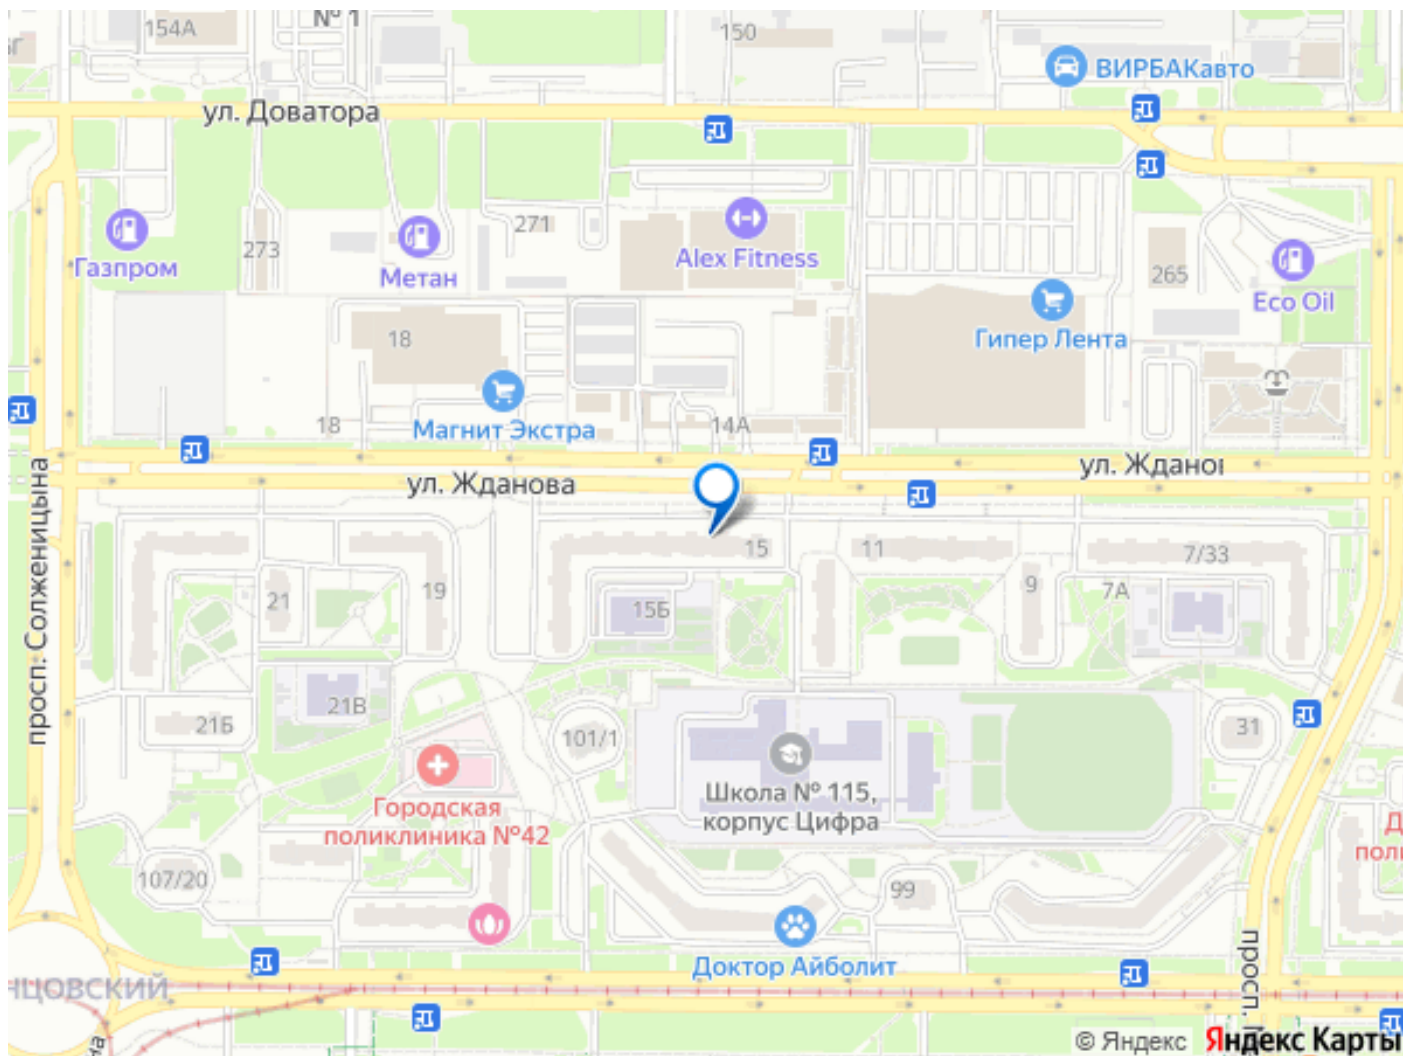 154А
№ 1
150
ВИРБАКавто
ул. Доватора
271
273
Газпром
Метан
Alex Fitness
265
Eco Oil
18
Гипер Лента
18
Магнит Экстра
14А
ул. Жданова
ул. Жданов
просп. Солженицына
15
11
7/33
21
19
15Б
9
7А
21В
21Б
101/1
31
Школа № 115,
корпус Цифра
Городская
поликлиника №42
107/20
99
Доктор Айболит
НЦОВСКИЙ
просп.
© Яндекс
Яндекс Карты